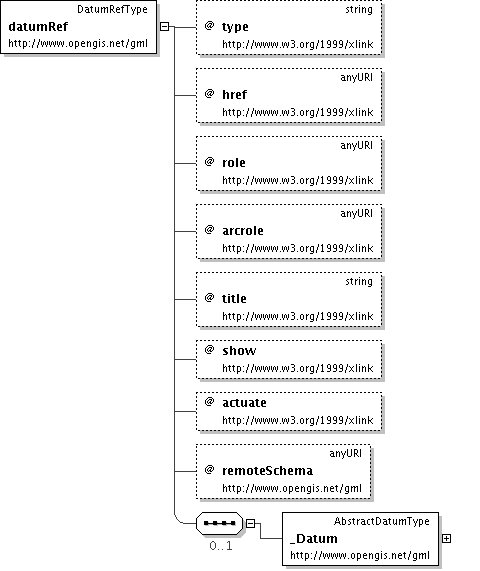 DatumRefType
datumRef
http://www.opengis.net/gml
string
@ type
http://www.w3.org/1999/xlink
anyURI
@ href
http://www.w3.org/1999/xlink
anyURI
@ role
http://www.w3.org/1999/xlink
anyURI
@ arcrole
http://www.w3.org/1999/xlink
string
@ title
http://www.w3.org/1999/xlink
@ show
http://www.w3.org/1999/xlink
@ actuate
http://www.w3.org/1999/xlink
anyURI
@ remoteSchema
http://www.opengis.net/gml
0..1
AbstractDatumType
_Datum
http://www.opengis.net/gml